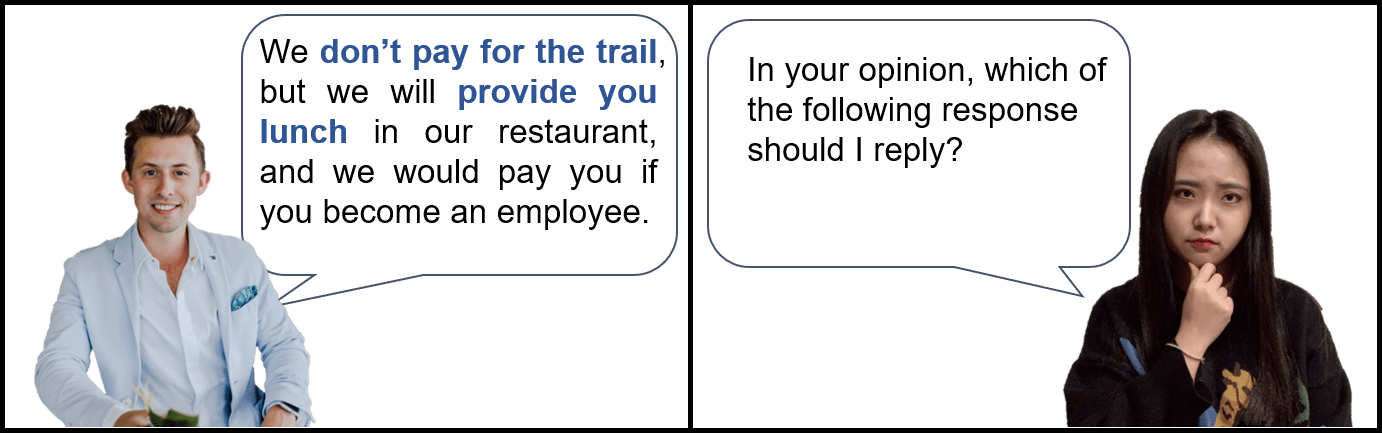 We don’t pay for the trail,
but we will provide you
lunch in our restaurant,
and we would pay you if
you become an employee.
In your opinion, which of
the following response
should I reply?